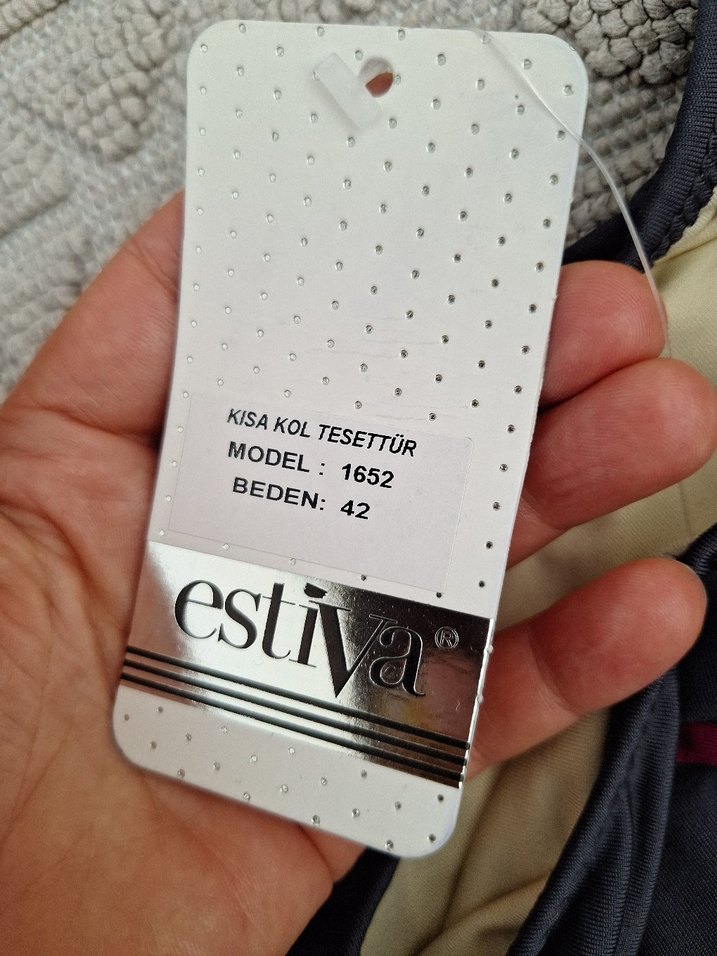 KISA KOL TESETTÜR
MODEL : 1652
BEDEN: 42
estiva®